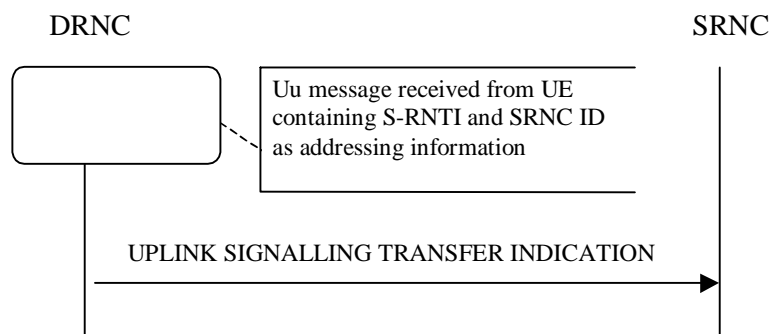 DRNC
SRNC
Uu message received from UE
containing S-RNTI and SRNC ID
as addressing information
UPLINK SIGNALLING TRANSFER INDICATION